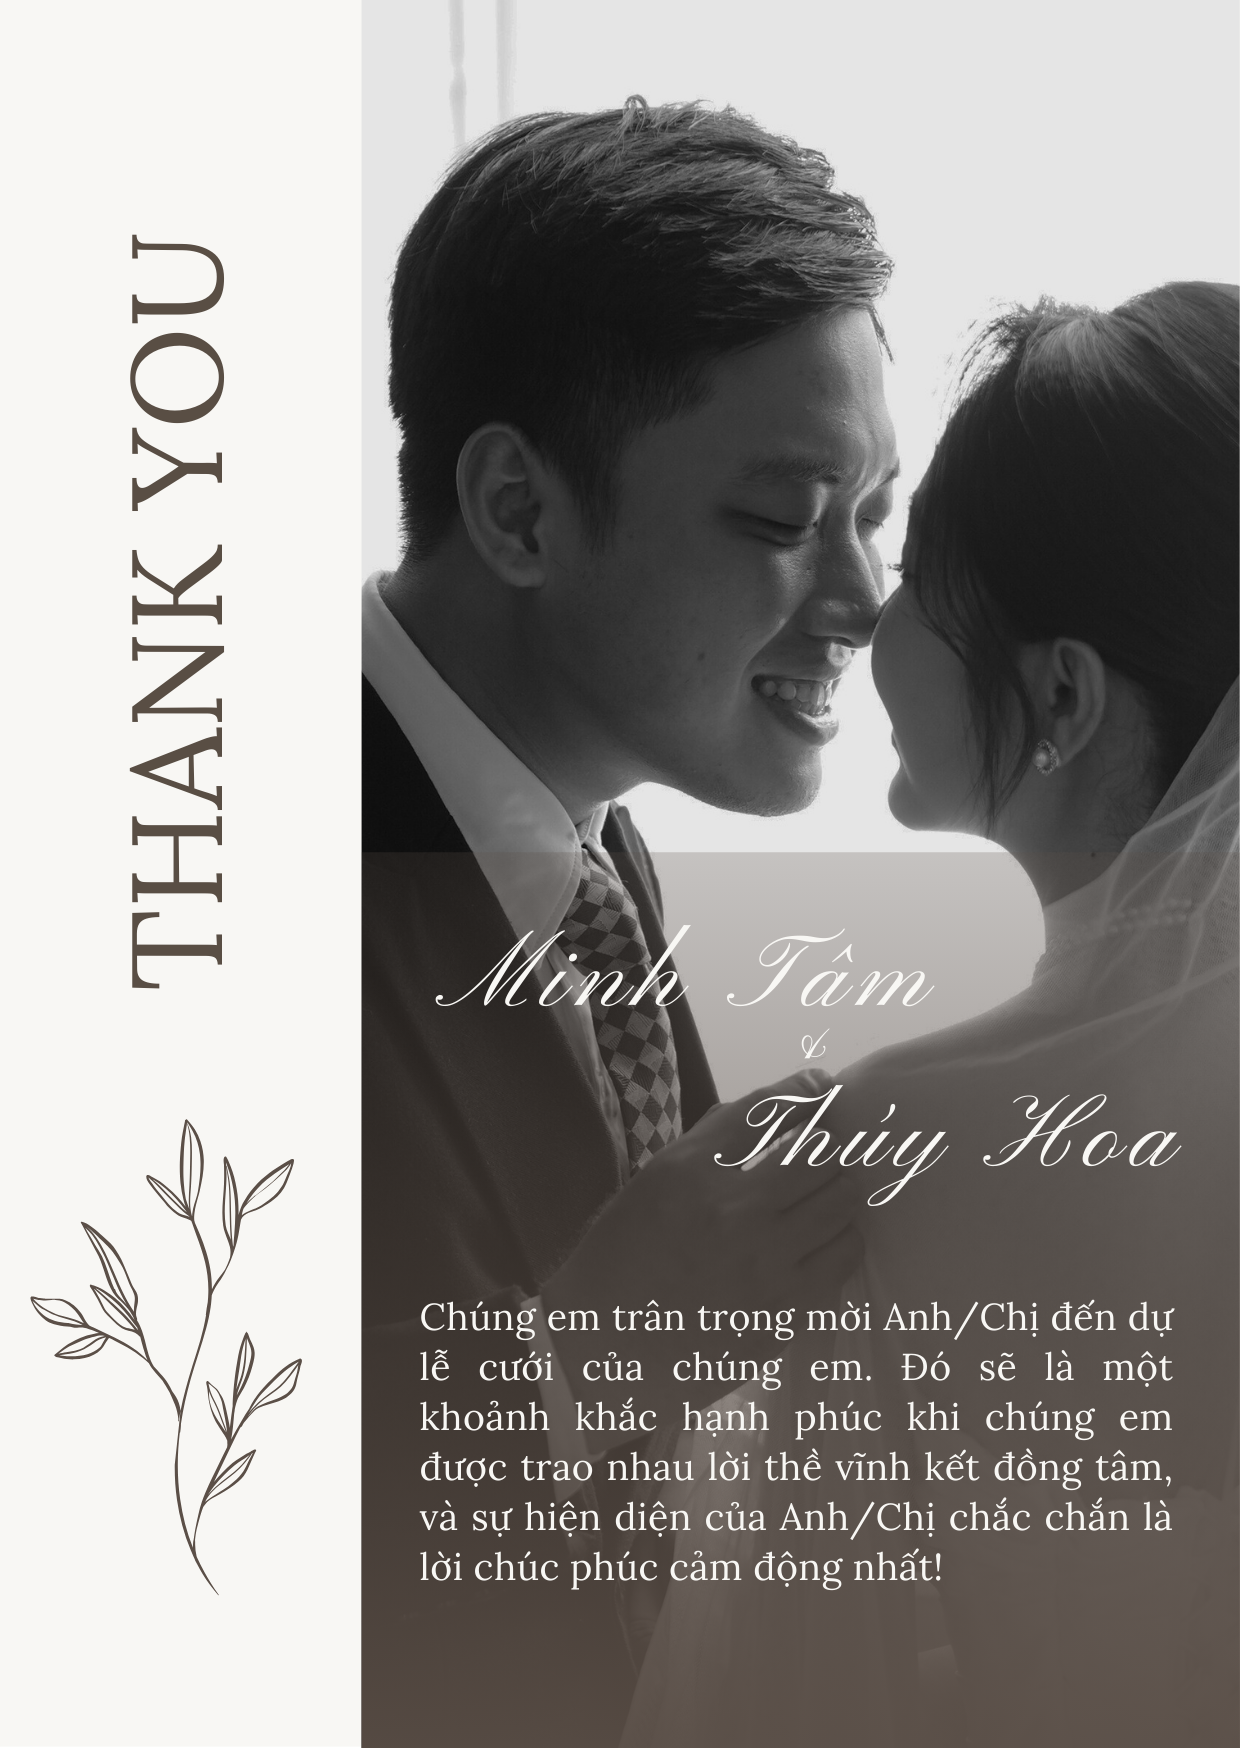 THANK YOU
Minh Tâm
&
Thủy Hoa
Chúng em trân trọng mời Anh/Chị đến dự
lễ cưới của chúng em. Đó sẽ là một
khoảnh khắc hạnh phúc khi chúng em
được trao nhau lời thề vĩnh kết đồng tâm,
và sự hiện diện của Anh/Chị chắc chắn là
lời chúc phúc cảm động nhất!